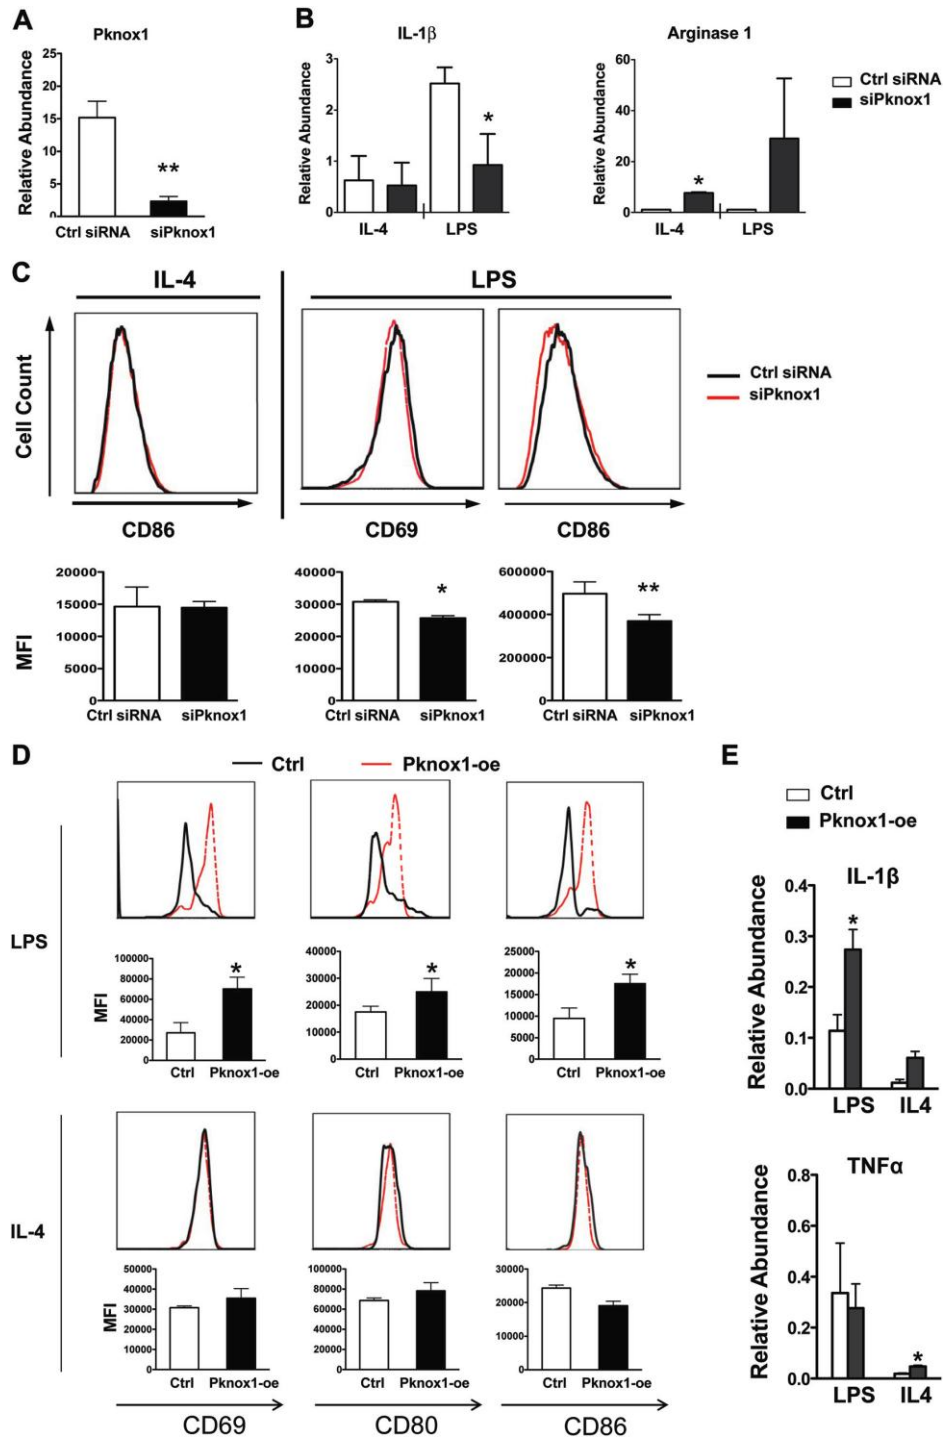 A
Pknox1
Relative Abundance
25
20
15
10
5
0
**
Ctrl siRNA siPknox1
B
IL-1β
Relative Abundance
3
2
1
0
*
IL-4 LPS
Arginase 1
Relative Abundance
60
40
20
0
*
IL-4 LPS
Ctrl siRNA
siPknox1
C
IL-4 LPS
Cell Count
Ctrl siRNA
siPknox1
CD86 CD69 CD86
MFI
20000
15000
10000
5000
0
Ctrl siRNA siPknox1
40000
30000
20000
10000
0
*
Ctrl siRNA siPknox1
600000
400000
200000
0
**
Ctrl siRNA siPknox1
D
Ctrl Pknox1-oe
LPS
MFI
100000
80000
60000
40000
20000
0
*
Ctrl Pknox1-oe
40000
30000
20000
10000
0
*
Ctrl Pknox1-oe
25000
20000
15000
10000
5000
0
*
Ctrl Pknox1-oe
IL-4
MFI
50000
40000
30000
20000
10000
0
Ctrl Pknox1-oe
100000
80000
60000
40000
20000
0
Ctrl Pknox1-oe
30000
20000
10000
0
Ctrl Pknox1-oe
CD69 CD80 CD86
E
Ctrl
Pknox1-oe
IL-1β
Relative Abundance
0.4
0.3
0.2
0.1
0.0
*
LPS IL4
TNFα
Relative Abundance
0.8
0.6
0.4
0.2
0.0
*
LPS IL4